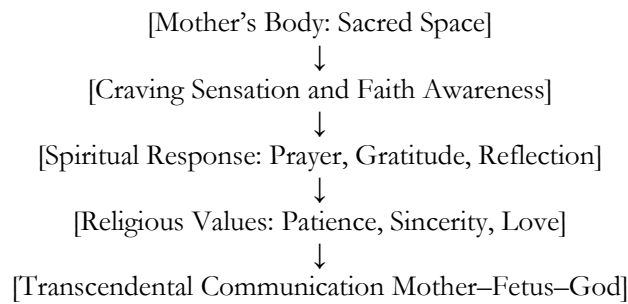 [Mother’s Body: Sacred Space]
↓
[Craving Sensation and Faith Awareness]
↓
[Spiritual Response: Prayer, Gratitude, Reflection]
↓
[Religious Values: Patience, Sincerity, Love]
↓
[Transcendental Communication Mother–Fetus–God]